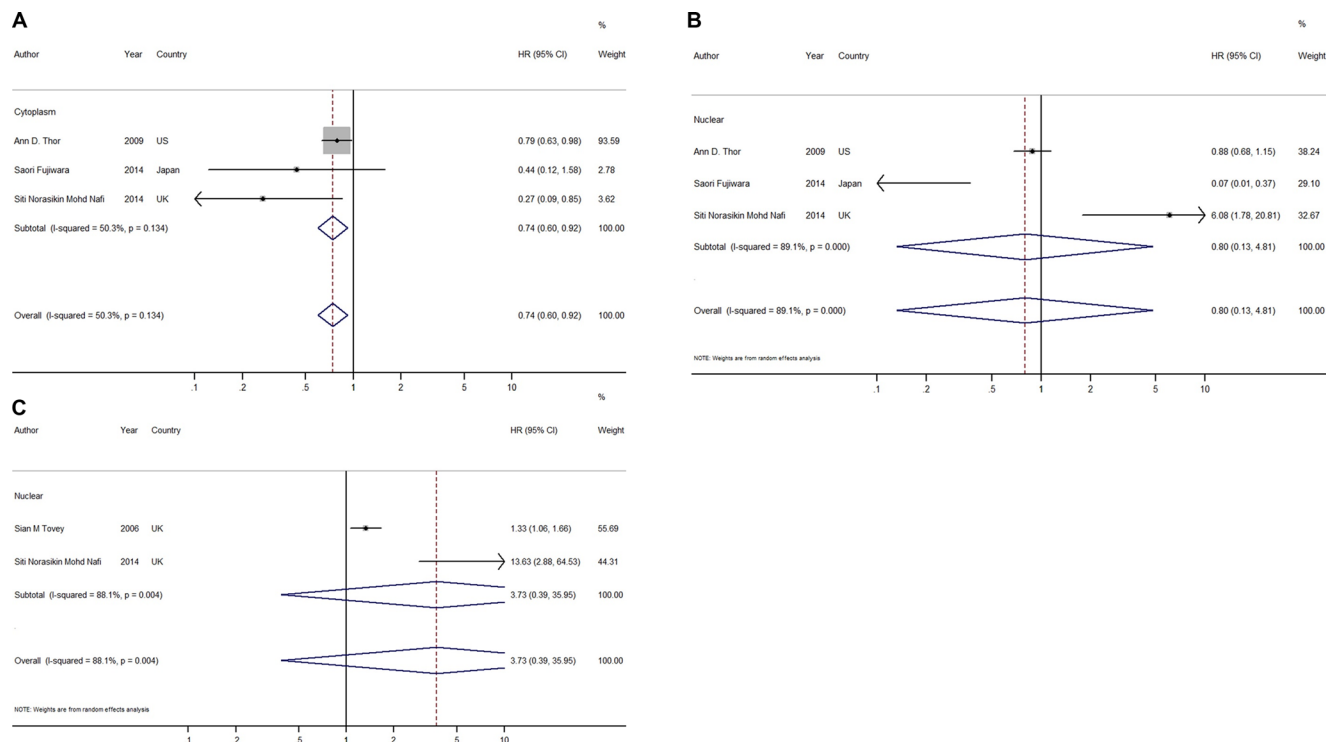 A
%
Author Year Country HR (95% CI) Weight
Cytoplasm
Ann D. Thor 2009 US 0.79 (0.63, 0.98) 93.59
Saori Fujiwara 2014 Japan 0.44 (0.12, 1.58) 2.78
Siti Norasikin Mohd Nafi 2014 UK 0.27 (0.09, 0.85) 3.62
Subtotal (I-squared = 50.3%, p = 0.134) 0.74 (0.60, 0.92) 100.00
Overall (I-squared = 50.3%, p = 0.134) 0.74 (0.60, 0.92) 100.00
.1 .5 1 2 5 10
B
%
Author Year Country HR (95% CI) Weight
Nuclear
Ann D. Thor 2009 US 0.88 (0.68, 1.15) 38.24
Saori Fujiwara 2014 Japan 0.07 (0.01, 0.37) 29.10
Siti Norasikin Mohd Nafi 2014 UK 6.08 (1.78, 20.81) 32.67
Subtotal (I-squared = 89.1%, p = 0.000) 0.80 (0.13, 4.81) 100.00
.
Overall (I-squared = 89.1%, p = 0.000) 0.80 (0.13, 4.81) 100.00
NOTE: Weights are from random effects analysis
.1 .2 .5 1 2 5 10
C
%
Author Year Country HR (95% CI) Weight
Nuclear
Sian M Tovey 2006 UK 1.33 (1.06, 1.66) 55.69
Siti Norasikin Mohd Nafi 2014 UK 13.63 (2.88, 64.53) 44.31
Subtotal (I-squared = 88.1%, p = 0.004) 3.73 (0.39, 35.95) 100.00
.
Overall (I-squared = 88.1%, p = 0.004) 3.73 (0.39, 35.95) 100.00
NOTE: Weights are from random effects analysis
.1 .2 .5 1 2 5 10